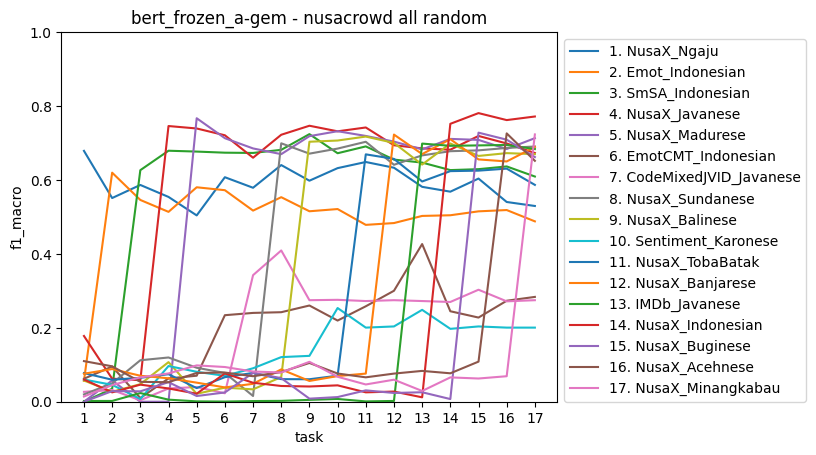 bert_frozen_a-gem - nusacrowd all random
1.0
0.8
0.6
0.4
0.2
0.0
f1_macro
1 2 3 4 5 6 7 8 9 10 11 12 13 14 15 16 17
task
1. NusaX_Ngaju
2. Emot_Indonesian
3. SmSA_Indonesian
4. NusaX_Javanese
5. NusaX_Madurese
6. EmotCMT_Indonesian
7. CodeMixedJVID_Javanese
8. NusaX_Sundanese
9. NusaX_Balinese
10. Sentiment_Karonese
11. NusaX_TobaBatak
12. NusaX_Banjarese
13. IMDb_Javanese
14. NusaX_Indonesian
15. NusaX_Buginese
16. NusaX_Acehnese
17. NusaX_Minangkabau